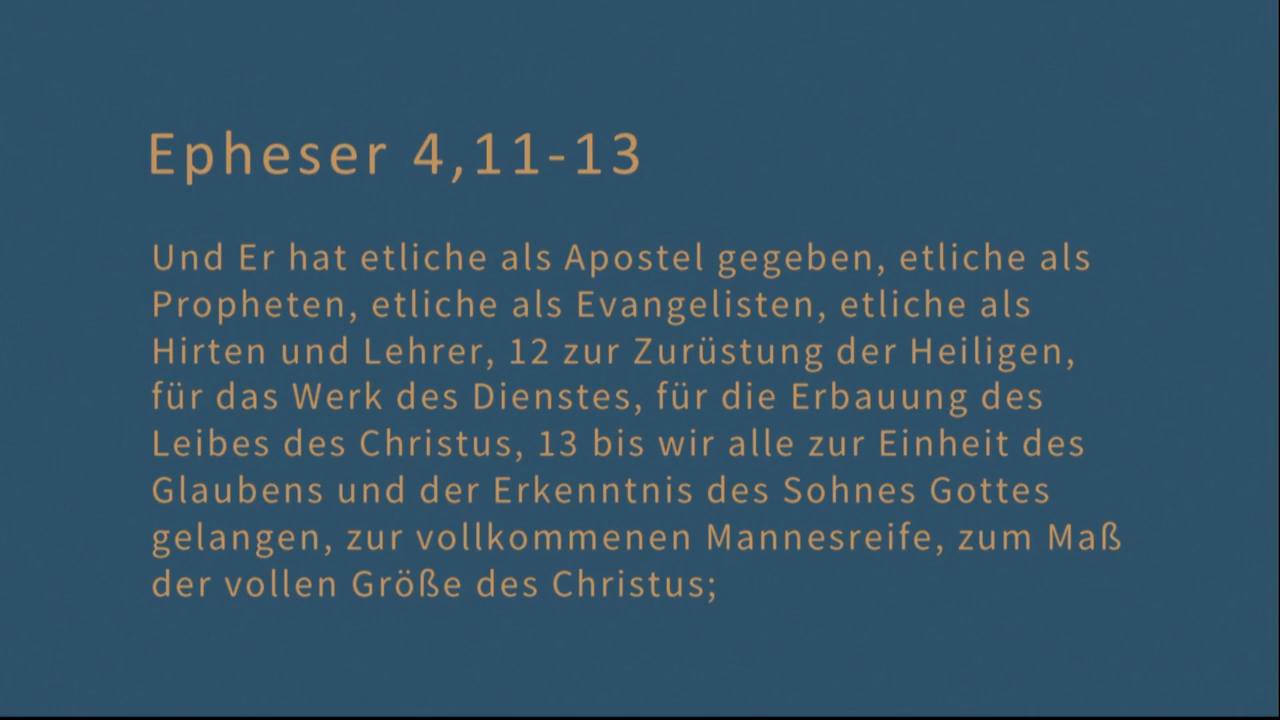 Epheser 4,11-13
Und Er hat etliche als Apostel gegeben, etliche als
Propheten, etliche als Evangelisten, etliche als
Hirten und Lehrer, 12 zur Zurüstung der Heiligen,
für das Werk des Dienstes, für die Erbauung des
Leibes des Christus, 13 bis wir alle zur Einheit des
Glaubens und der Erkenntnis des Sohnes Gottes
gelangen, zur vollkommenen Mannesreife, zum Maß
der vollen Größe des Christus;